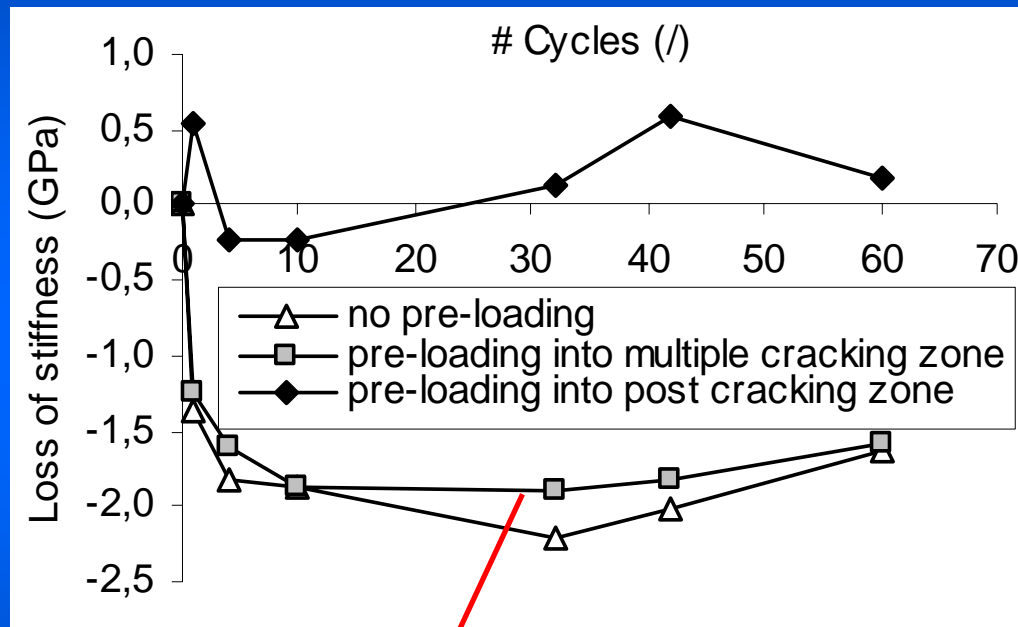 # Cycles (/)
1,0
0,5
0,0
-0,5
-1,0
-1,5
-2,0
-2,5
Loss of stiffness (GPa)
0 10 20 30 40 50 60 70
no pre-loading
pre-loading into multiple cracking zone
pre-loading into post cracking zone